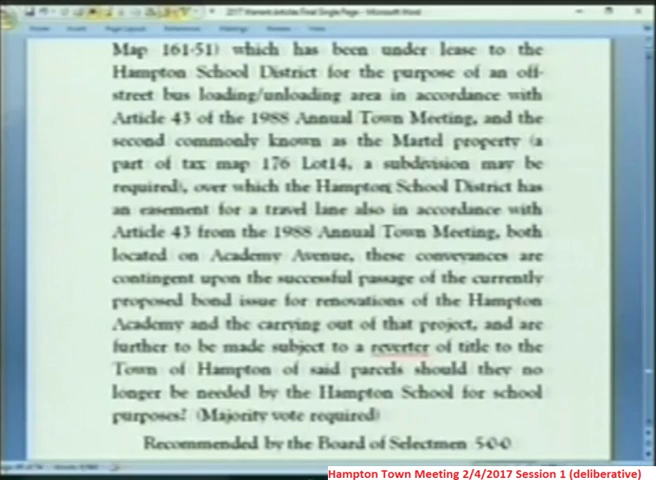 2017 Warrant Articles Final Single Page - Microsoft Word
Map 161-51) which has been under lease to the
Hampton School District for the purpose of an off-
street bus loading/unloading area in accordance with
Article 43 of the 1988 Annual Town Meeting, and the
second commonly known as the Martel property (a
part of tax map 176 Lot14, a subdivision may be
required), over which the Hampton School District has
an easement for a travel lane also in accordance with
Article 43 from the 1988 Annual Town Meeting, both
located on Academy Avenue, these conveyances are
contingent upon the successful passage of the currently
proposed bond issue for renovations of the Hampton
Academy and the carrying out of that project, and are
further to be made subject to a reverter of title to the
Town of Hampton of said parcels should they no
longer be needed by the Hampton School for school
purposes? (Majority vote required)
Recommended by the Board of Selectmen 5-0-0
Hampton Town Meeting 2/4/2017 Session 1 (deliberative)